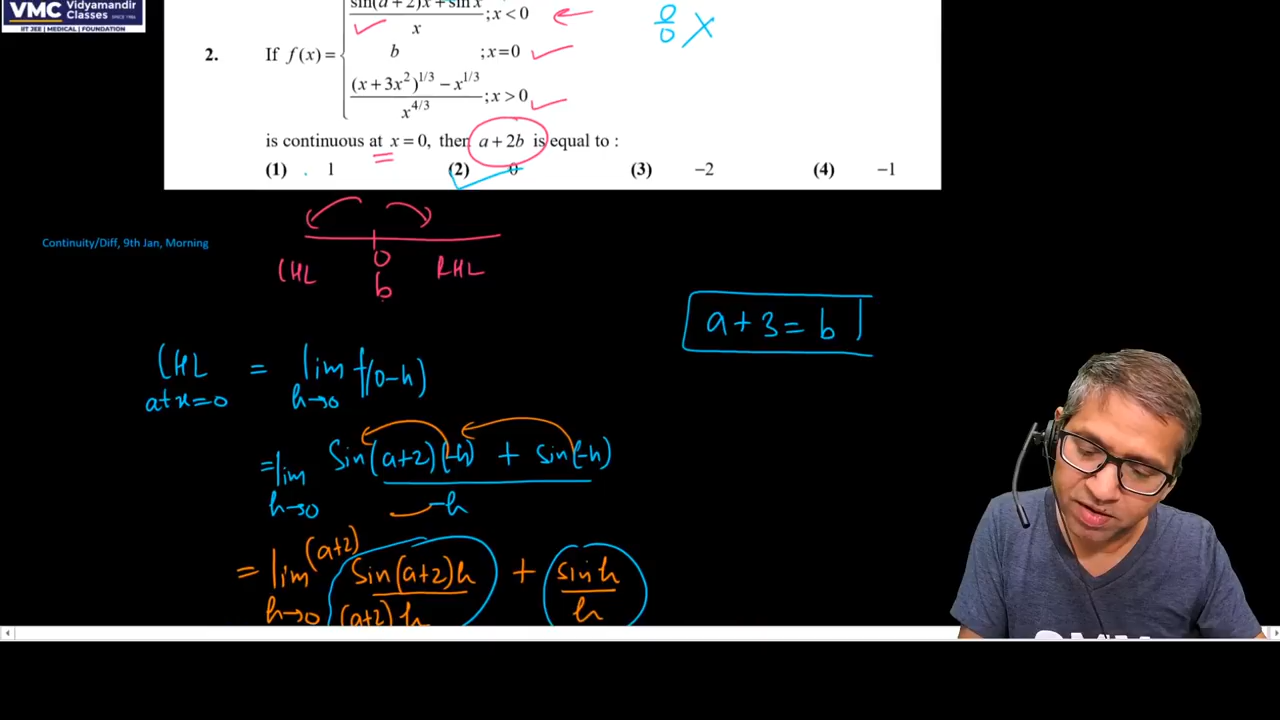 VMC Vidyamandir Classes SINCE 1986
IIT JEE | MEDICAL | FOUNDATION
sin(a+2)x + sin x / x ; x < 0
0/0 X
2. If f(x) = b ; x = 0
(x + 3x²)^{1/3} − x^{1/3} / x^{4/3} ; x > 0
is continuous at x = 0, then a + 2b is equal to :
(1) 1 (2) 0 (3) −2 (4) −1
Continuity/Diff, 9th Jan, Morning
LHL 0 RHL
b
a + 3 = b
LHL at x=0 = lim h→0 f(0−h)
= lim h→0 Sin(a+2)(−h) + sin(−h) / −h
= lim h→0 (a+2) Sin(a+2)h / (a+2)h + sinh / h